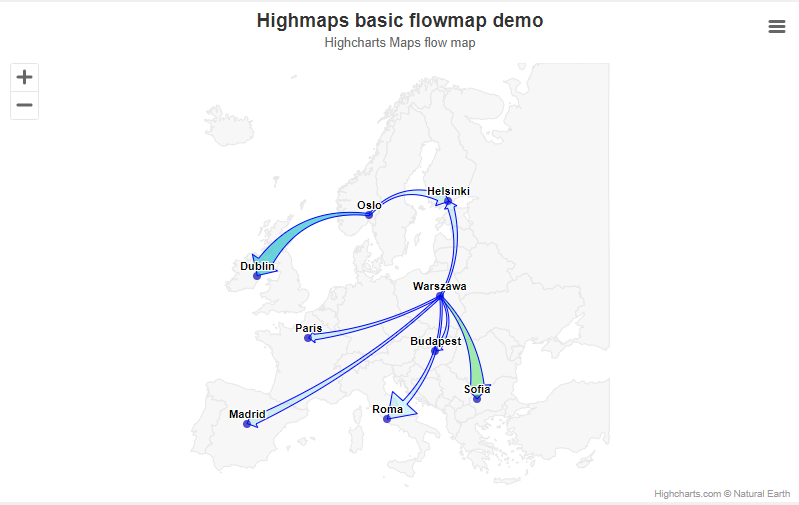 Highmaps basic flowmap demo
Highcharts Maps flow map
Helsinki
Oslo
Dublin
Warszawa
Paris
Budapest
Sofia
Roma
Madrid
Highcharts.com © Natural Earth